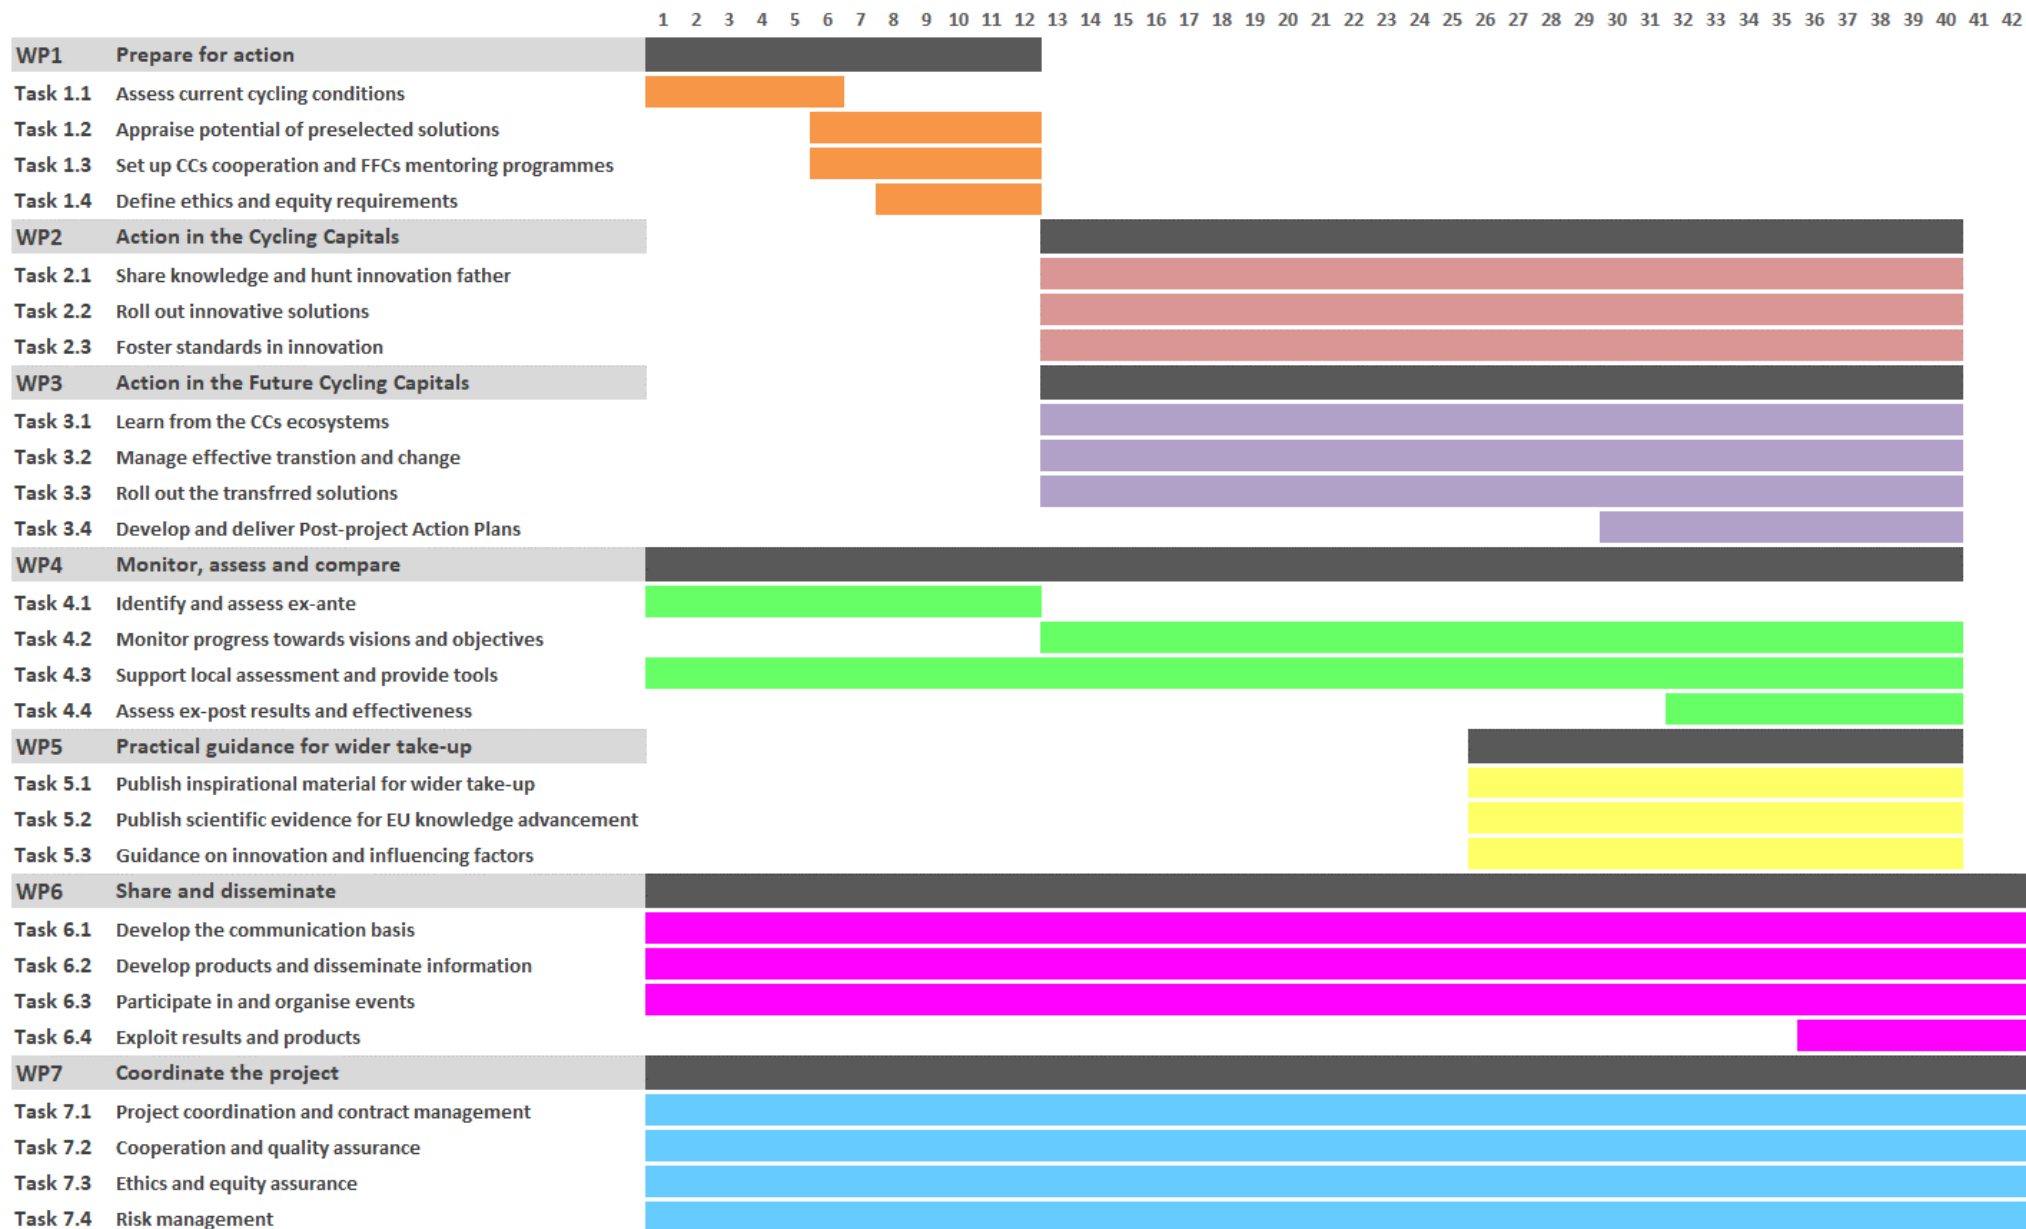 1 2 3 4 5 6 7 8 9 10 11 12 13 14 15 16 17 18 19 20 21 22 23 24 25 26 27 28 29 30 31 32 33 34 35 36 37 38 39 40 41 42
WP1 Prepare for action
Task 1.1 Assess current cycling conditions
Task 1.2 Appraise potential of preselected solutions
Task 1.3 Set up CCs cooperation and FFCs mentoring programmes
Task 1.4 Define ethics and equity requirements
WP2 Action in the Cycling Capitals
Task 2.1 Share knowledge and hunt innovation father
Task 2.2 Roll out innovative solutions
Task 2.3 Foster standards in innovation
WP3 Action in the Future Cycling Capitals
Task 3.1 Learn from the CCs ecosystems
Task 3.2 Manage effective transtion and change
Task 3.3 Roll out the transfrred solutions
Task 3.4 Develop and deliver Post-project Action Plans
WP4 Monitor, assess and compare
Task 4.1 Identify and assess ex-ante
Task 4.2 Monitor progress towards visions and objectives
Task 4.3 Support local assessment and provide tools
Task 4.4 Assess ex-post results and effectiveness
WP5 Practical guidance for wider take-up
Task 5.1 Publish inspirational material for wider take-up
Task 5.2 Publish scientific evidence for EU knowledge advancement
Task 5.3 Guidance on innovation and influencing factors
WP6 Share and disseminate
Task 6.1 Develop the communication basis
Task 6.2 Develop products and disseminate information
Task 6.3 Participate in and organise events
Task 6.4 Exploit results and products
WP7 Coordinate the project
Task 7.1 Project coordination and contract management
Task 7.2 Cooperation and quality assurance
Task 7.3 Ethics and equity assurance
Task 7.4 Risk management